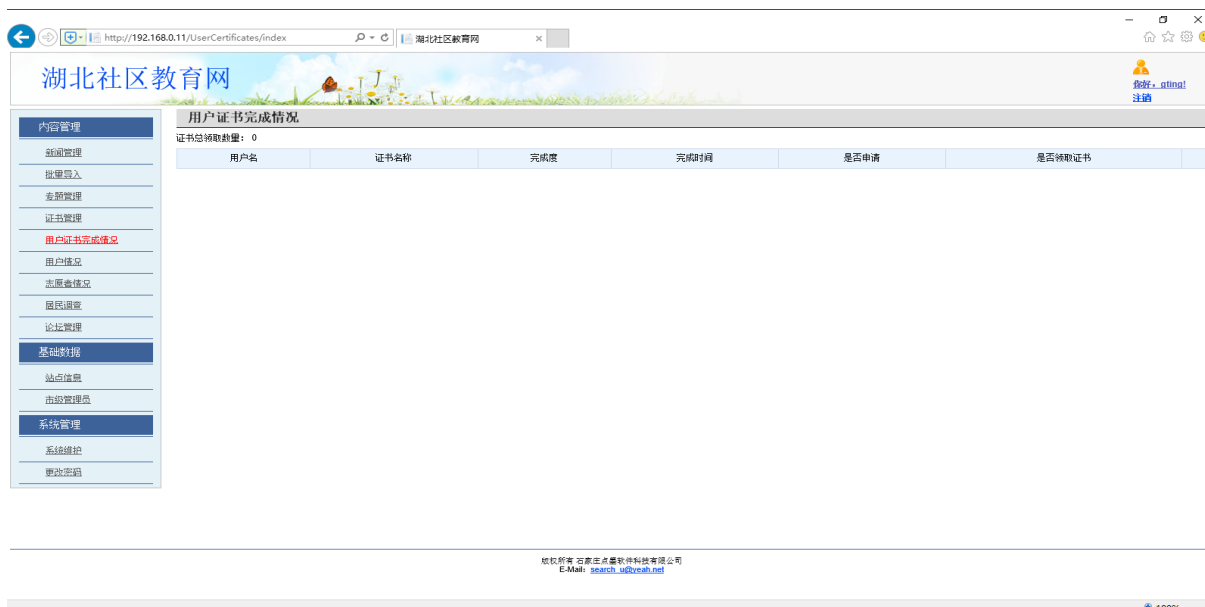 http://192.168.0.11/UserCertificates/index
湖北社区教育网
湖北社区教育网
你好，qting!
注销
内容管理
新闻管理
批量导入
专题管理
证书管理
用户证书完成情况
用户情况
志愿者情况
居民调查
论坛管理
基础数据
站点信息
市级管理员
系统管理
系统维护
更改密码
用户证书完成情况
证书总领取数量： 0
用户名 证书名称 完成度 完成时间 是否申请 是否领取证书
版权所有 石家庄点墨软件科技有限公司
E-Mail: search_u@yeah.net